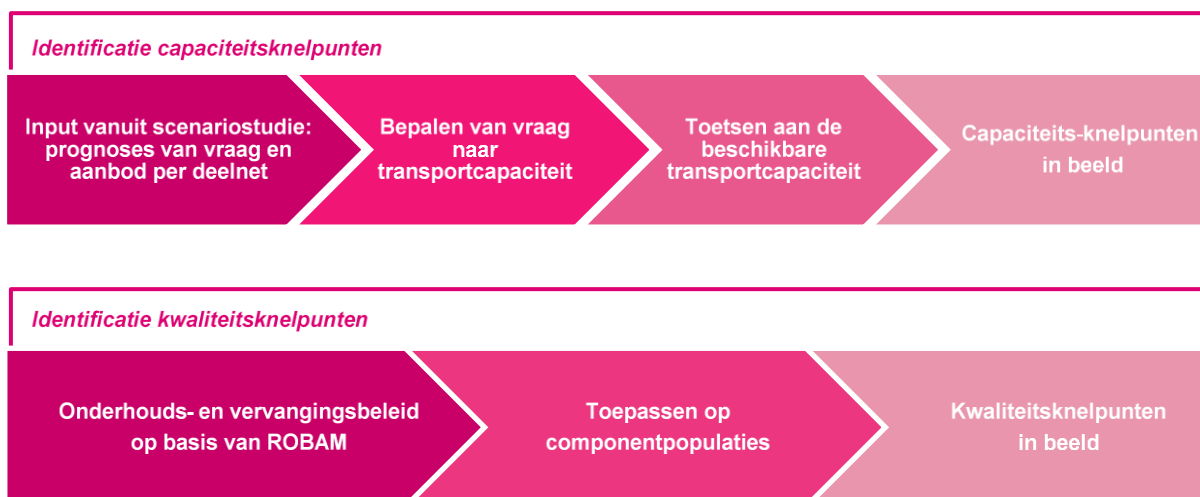 Identificatie capaciteitsknelpunten
Input vanuit scenariostudie:
prognoses van vraag en
aanbod per deelnet
Bepalen van vraag
naar
transportcapaciteit
Toetsen aan de
beschikbare
transportcapaciteit
Capaciteits-knelpunten
in beeld
Identificatie kwaliteitsknelpunten
Onderhouds- en vervangingsbeleid
op basis van ROBAM
Toepassen op
componentpopulaties
Kwaliteitsknelpunten
in beeld